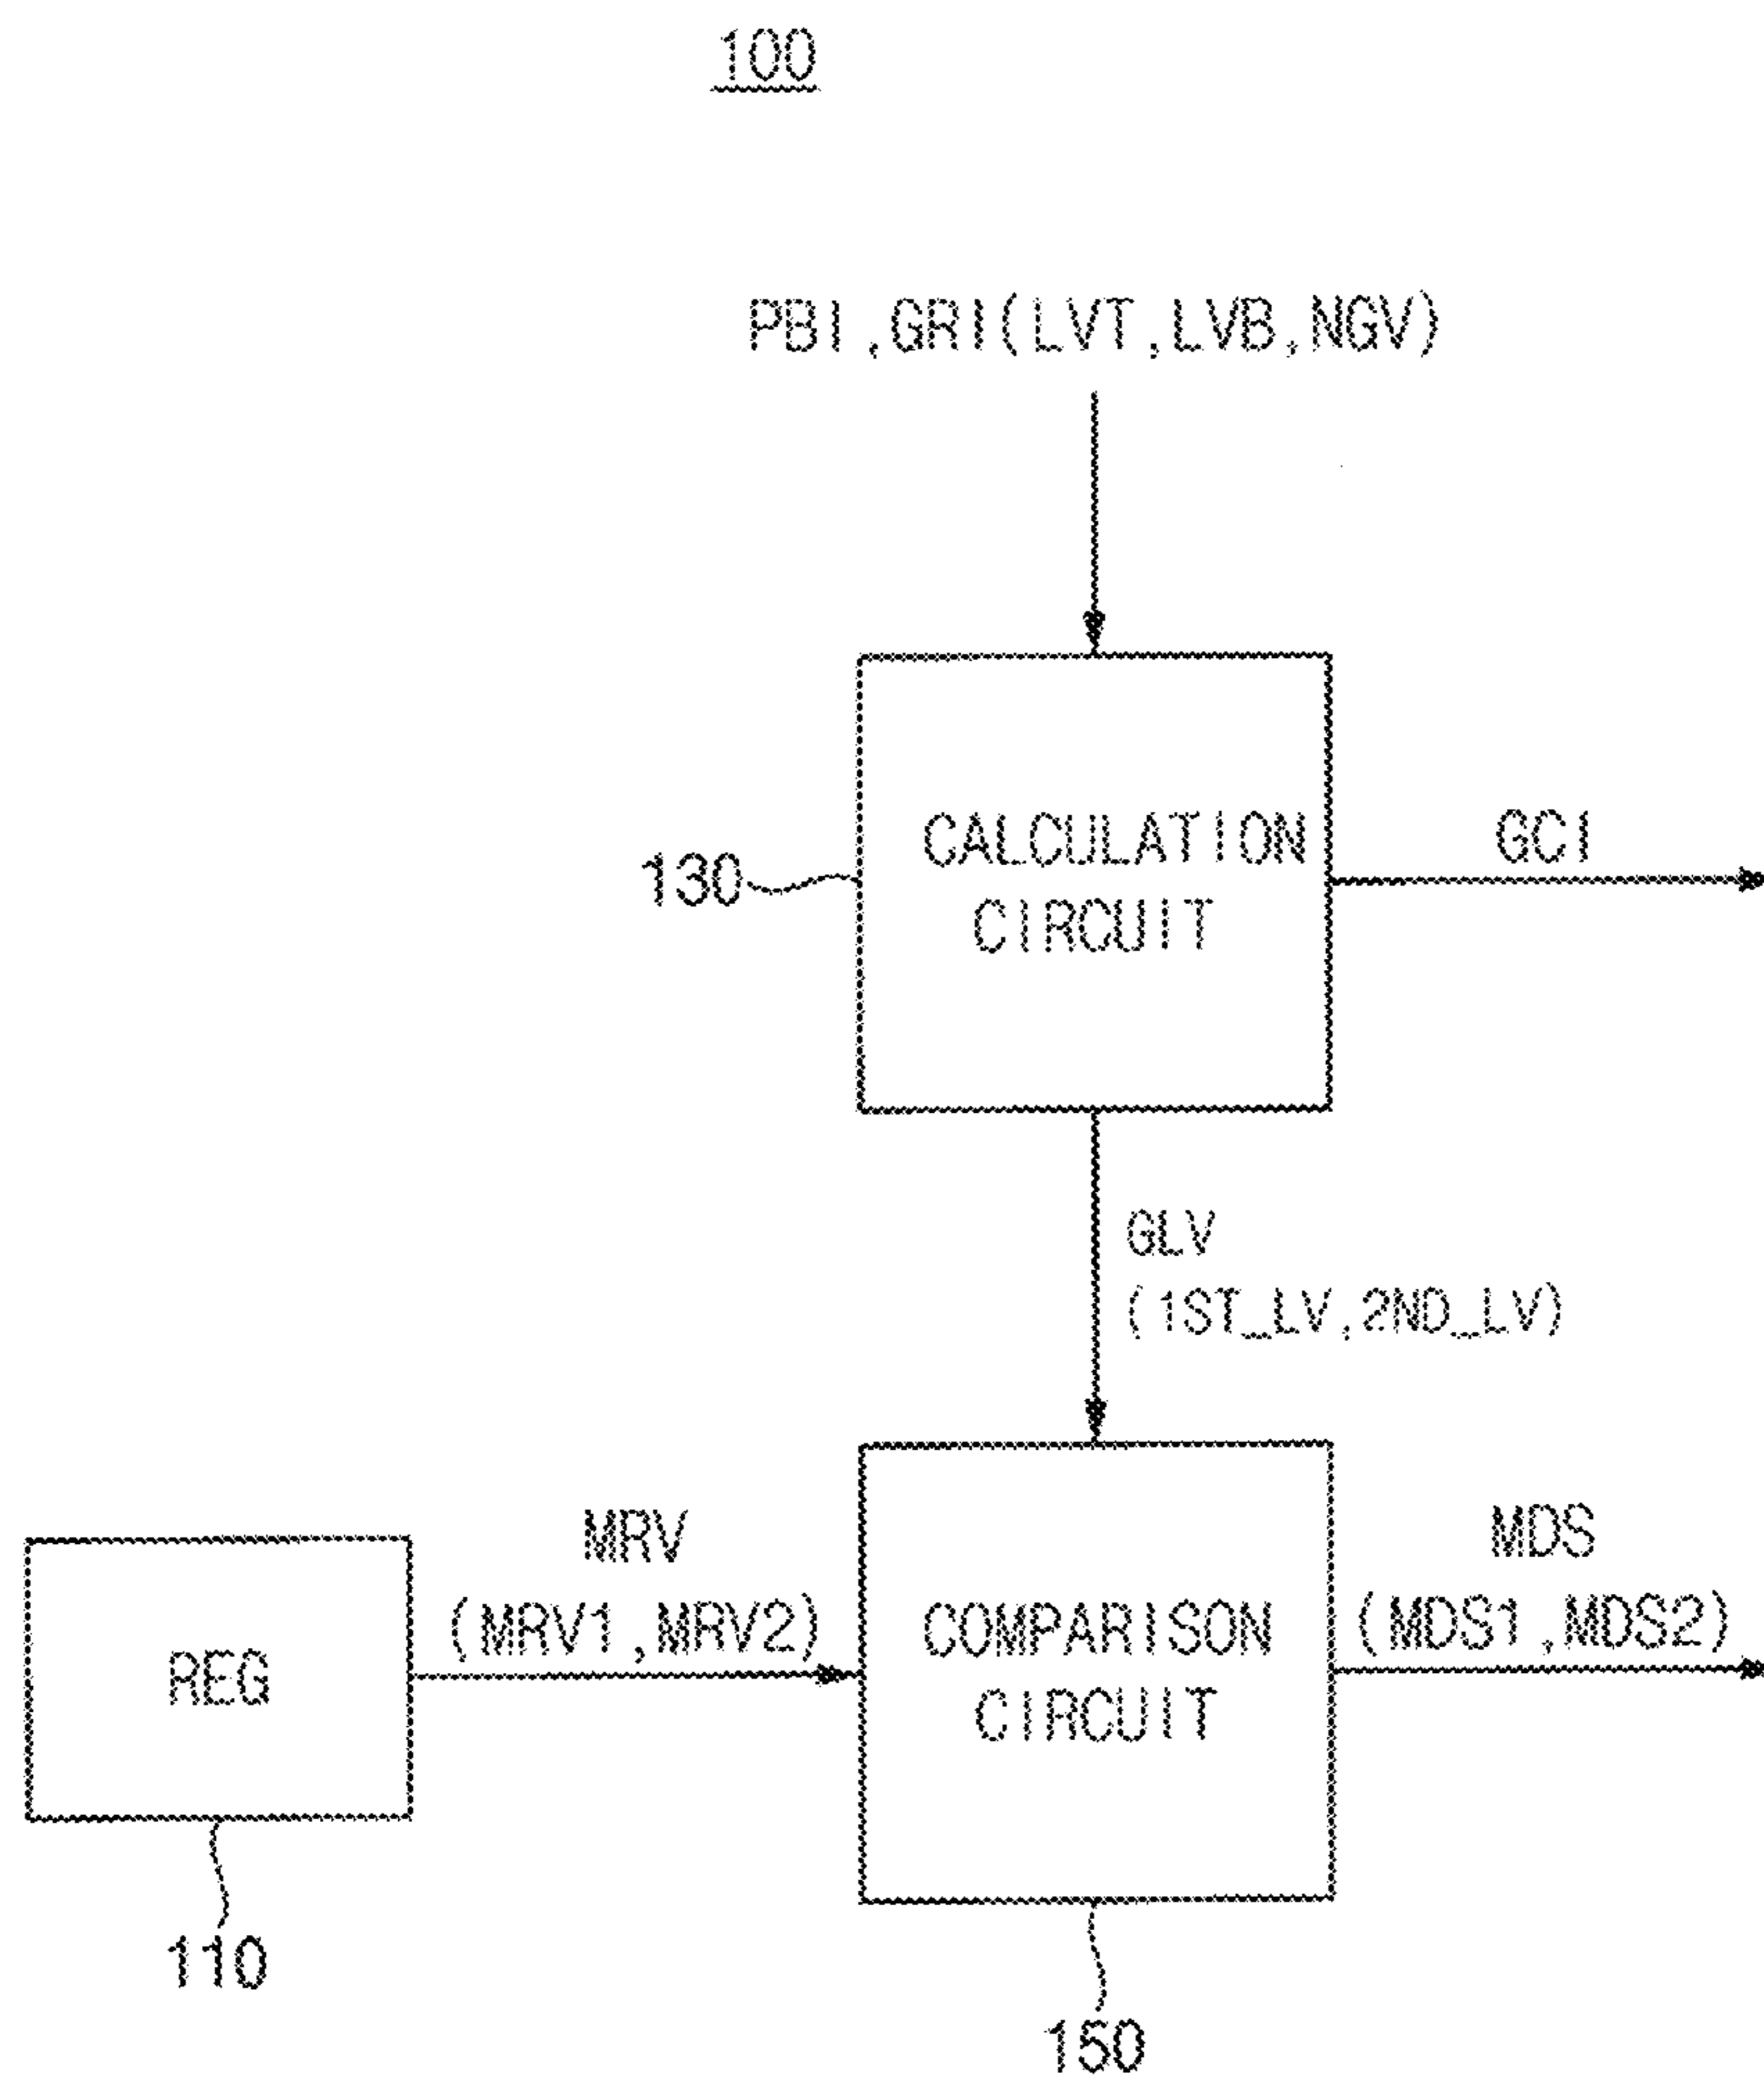 100
PBI,GRI(LVT,LVB,NGV)
CALCULATION
CIRCUIT
130
GCI
GLV
(1ST_LV,2ND_LV)
REG
110
MRV
(MRV1,MRV2)
COMPARISON
CIRCUIT
150
MDS
(MDS1,MDS2)